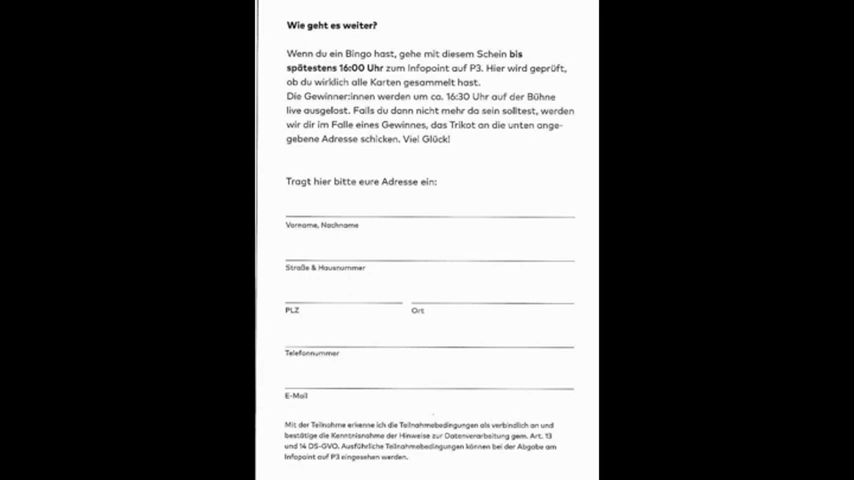 Wie geht es weiter?
Wenn du ein Bingo hast, gehe mit diesem Schein bis
spätestens 16:00 Uhr zum Infopoint auf P3. Hier wird geprüft,
ob du wirklich alle Karten gesammelt hast.
Die Gewinner:innen werden um ca. 16:30 Uhr auf der Bühne
live ausgelost. Falls du dann nicht mehr da sein solltest, werden
wir dir im Falle eines Gewinnes, das Trikot an die unten ange-
gebene Adresse schicken. Viel Glück!
Tragt hier bitte eure Adresse ein:
Vorname, Nachname
Straße & Hausnummer
PLZ Ort
Telefonnummer
E-Mail
Mit der Teilnahme erkenne ich die Teilnahmebedingungen als verbindlich an und
bestätige die Kenntnisnahme der Hinweise zur Datenverarbeitung gem. Art. 13
und 14 DS-GVO. Ausführliche Teilnahmebedingungen können bei der Abgabe am
Infopoint auf P3 eingesehen werden.